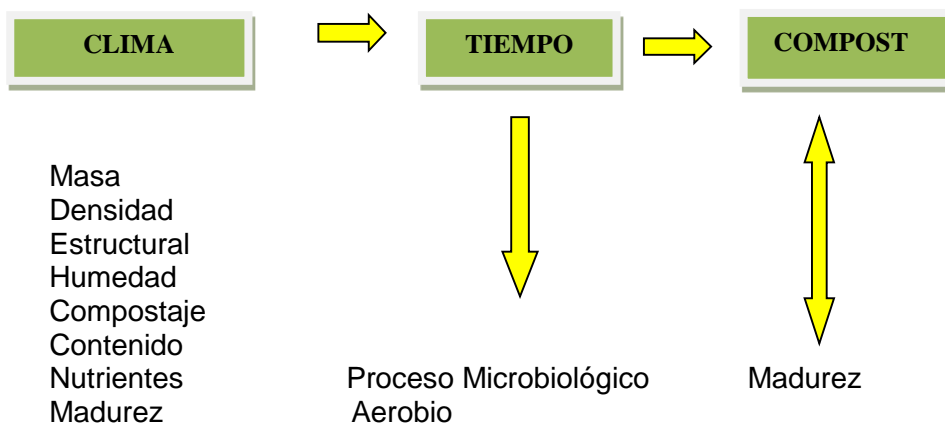 CLIMA
TIEMPO
COMPOST
Masa
Densidad
Estructural
Humedad
Compostaje
Contenido
Nutrientes
Madurez
Proceso Microbiológico
Aerobio
Madurez